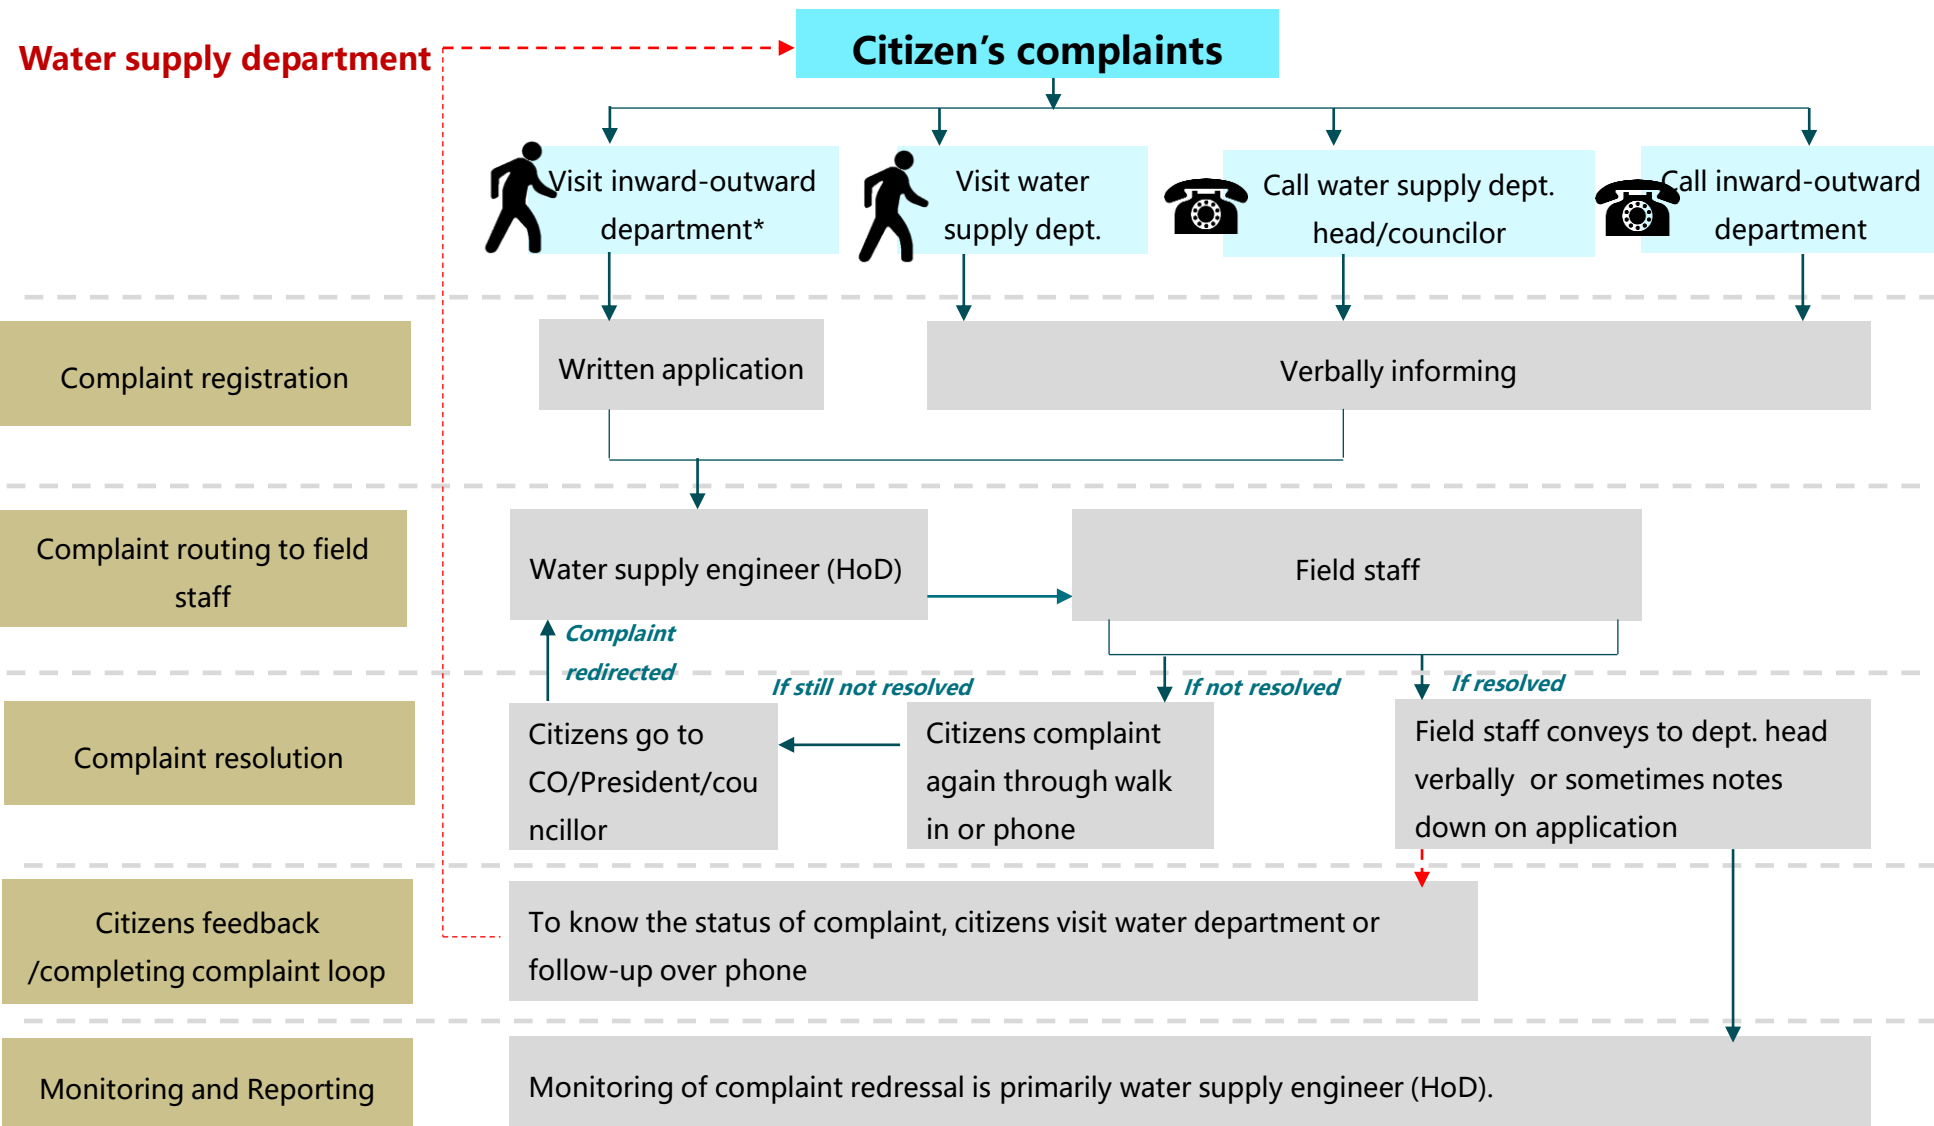 Water supply department
Citizen’s complaints
Visit inward-outward
department*
Visit water
supply dept.
Call water supply dept.
head/councilor
Call inward-outward
department
Complaint registration
Written application
Verbally informing
Complaint routing to field
staff
Water supply engineer (HoD)
Field staff
Complaint
redirected
If still not resolved
If not resolved
If resolved
Complaint resolution
Citizens go to
CO/President/cou
ncillor
Citizens complaint
again through walk
in or phone
Field staff conveys to dept. head
verbally  or sometimes notes
down on application
Citizens feedback
/completing complaint loop
To know the status of complaint, citizens visit water department or
follow-up over phone
Monitoring and Reporting
Monitoring of complaint redressal is primarily water supply engineer (HoD).